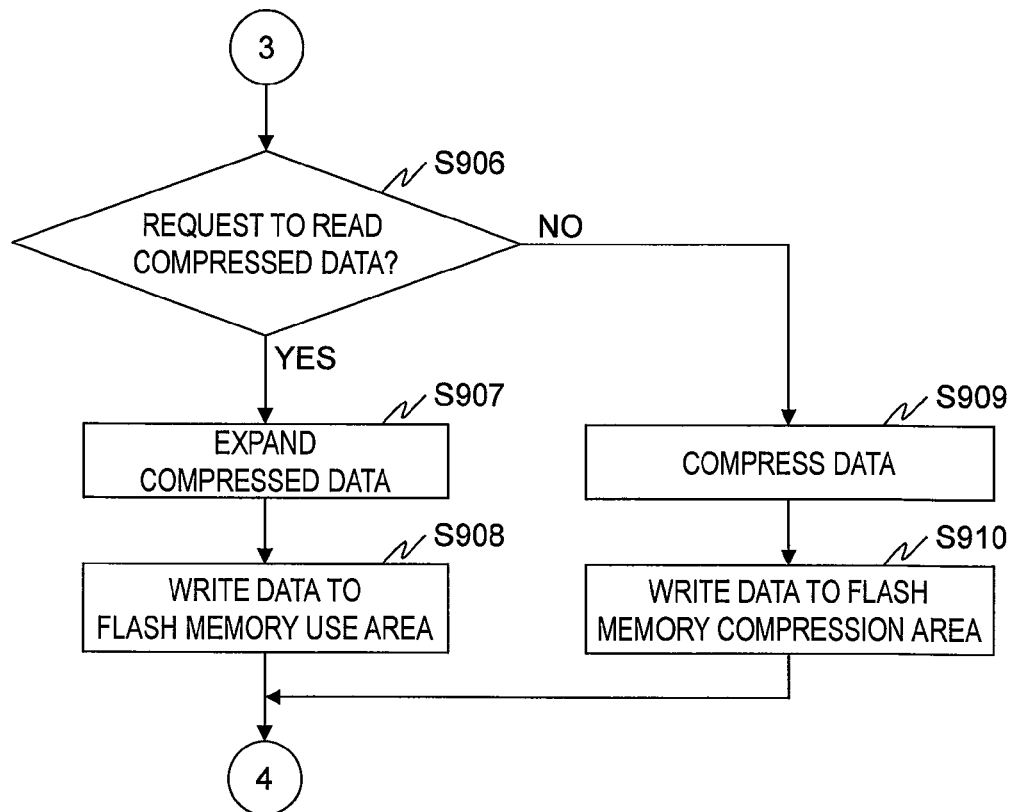 3
S906
REQUEST TO READ
COMPRESSED DATA?
NO
YES
S907
EXPAND
COMPRESSED DATA
S909
COMPRESS DATA
S908
WRITE DATA TO
FLASH MEMORY USE AREA
S910
WRITE DATA TO FLASH
MEMORY COMPRESSION AREA
4